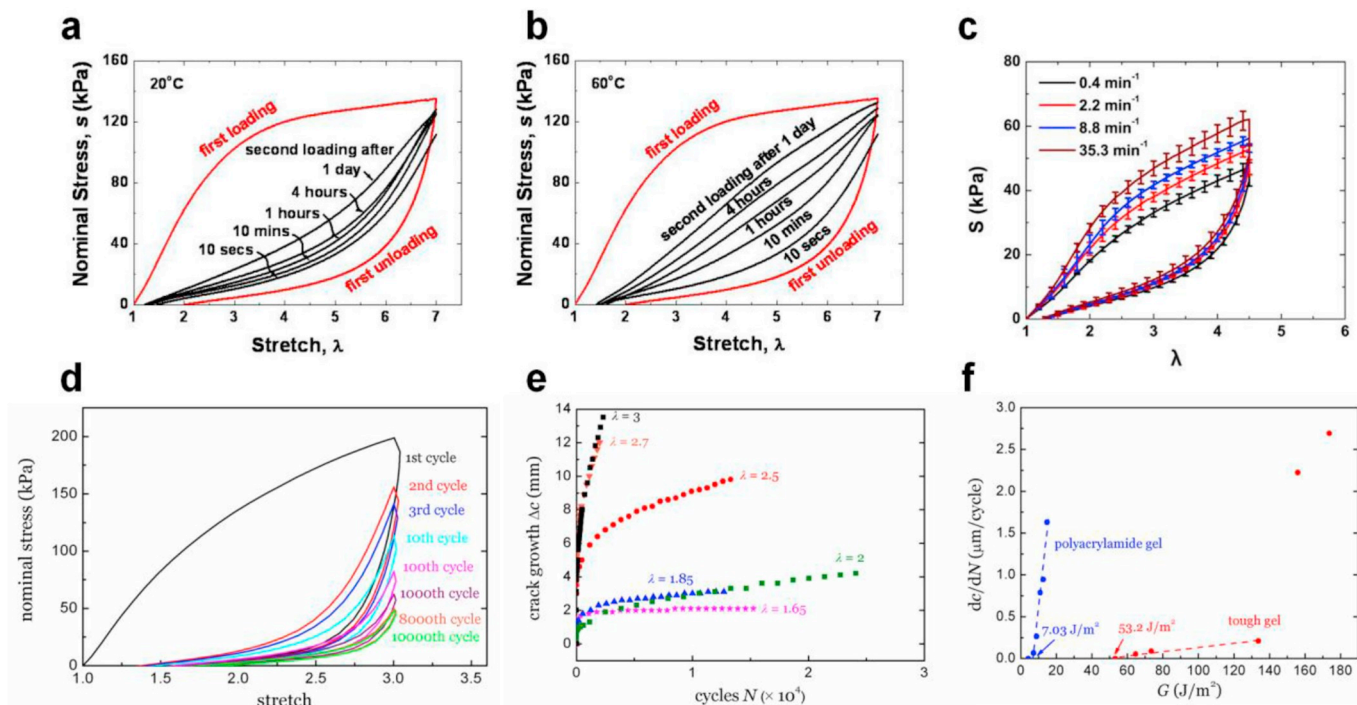 a
Nominal Stress, s (kPa)
160
120
80
40
0
20°C
first loading
second loading after
1 day
4 hours
1 hours
10 mins
10 secs
first unloading
1 2 3 4 5 6 7
Stretch, λ
b
Nominal Stress, s (kPa)
160
120
80
40
0
60°C
first loading
second loading after 1 day
4 hours
1 hours
10 mins
10 secs
first unloading
1 2 3 4 5 6 7
Stretch, λ
c
S (kPa)
80
60
40
20
0
0.4 min⁻¹
2.2 min⁻¹
8.8 min⁻¹
35.3 min⁻¹
1 2 3 4 5 6
λ
d
nominal stress (kPa)
200
150
100
50
0
1st cycle
2nd cycle
3rd cycle
10th cycle
100th cycle
1000th cycle
8000th cycle
10000th cycle
1.0 1.5 2.0 2.5 3.0 3.5
stretch
e
crack growth Δc (mm)
14
12
10
8
6
4
2
0
λ = 3
λ = 2.7
λ = 2.5
λ = 2
λ = 1.85
λ = 1.65
0 1 2 3
cycles N (× 10⁴)
f
dc/dN (μm/cycle)
3.0
2.5
2.0
1.5
1.0
0.5
0.0
polyacrylamide gel
7.03 J/m²
53.2 J/m²
tough gel
0 20 40 60 80 100 120 140 160 180
G (J/m²)